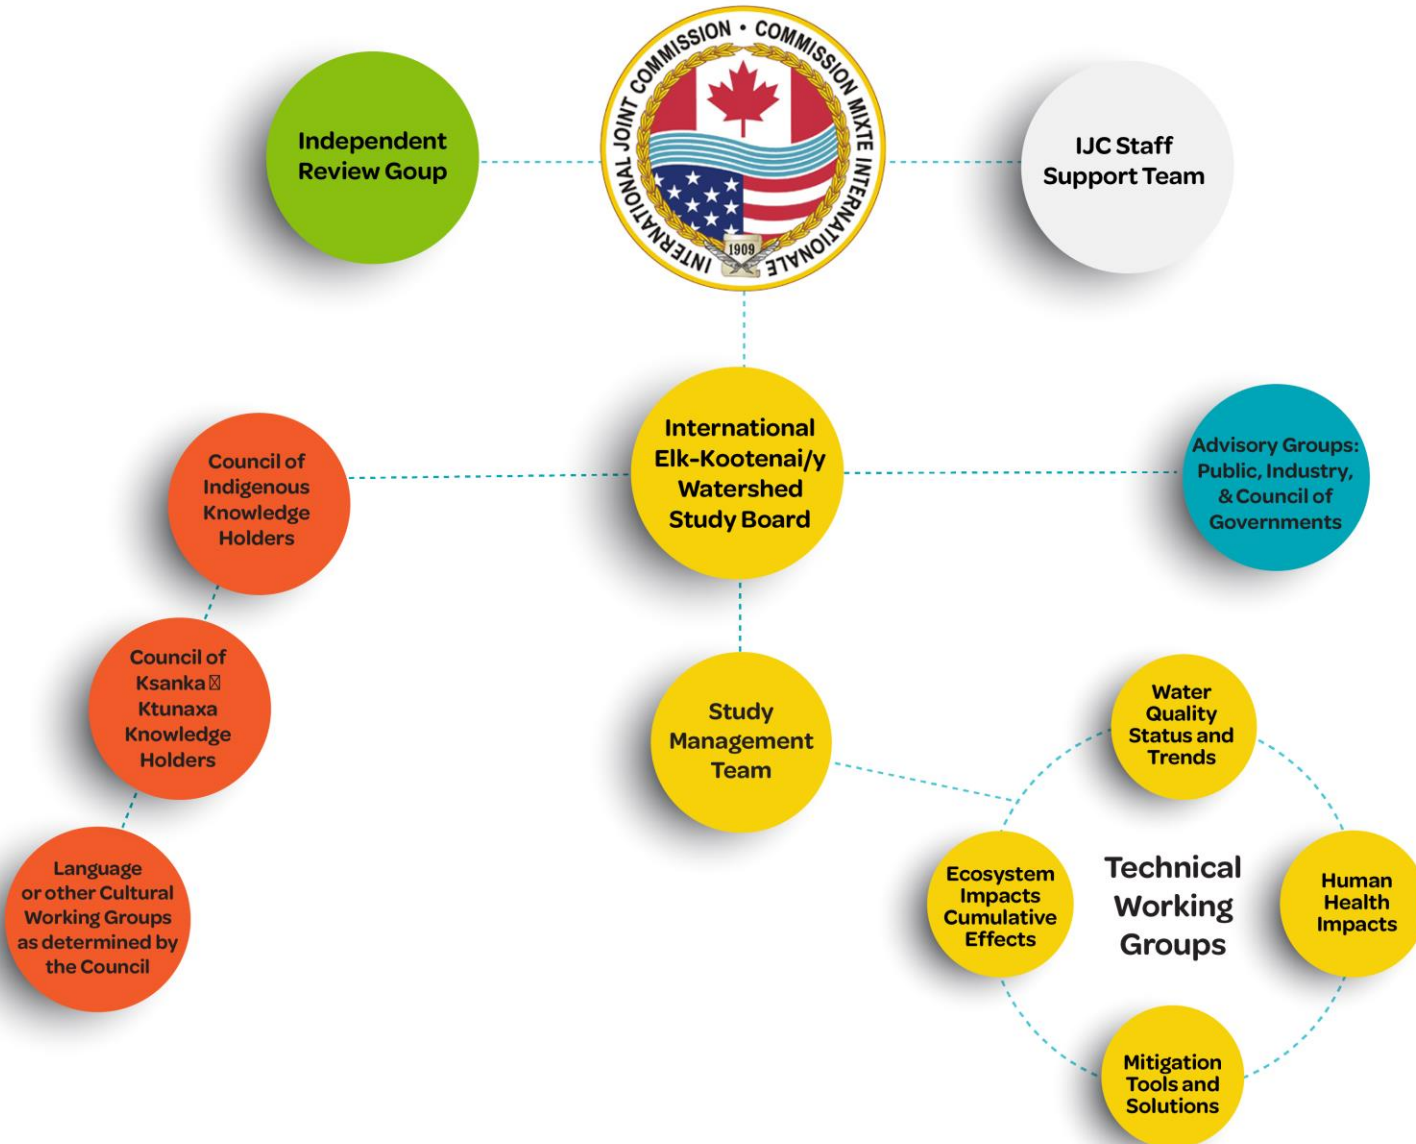 INTERNATIONAL JOINT COMMISSION • COMMISSION MIXTE INTERNATIONALE
1909
Independent
Review Goup
IJC Staff
Support Team
International
Elk-Kootenai/y
Watershed
Study Board
Council of
Indigenous
Knowledge
Holders
Advisory Groups:
Public, Industry,
& Council of
Governments
Council of
Ksanka
Ktunaxa
Knowledge
Holders
Study
Management
Team
Language
or other Cultural
Working Groups
as determined by
the Council
Technical
Working
Groups
Water
Quality
Status and
Trends
Ecosystem
Impacts
Cumulative
Effects
Human
Health
Impacts
Mitigation
Tools and
Solutions